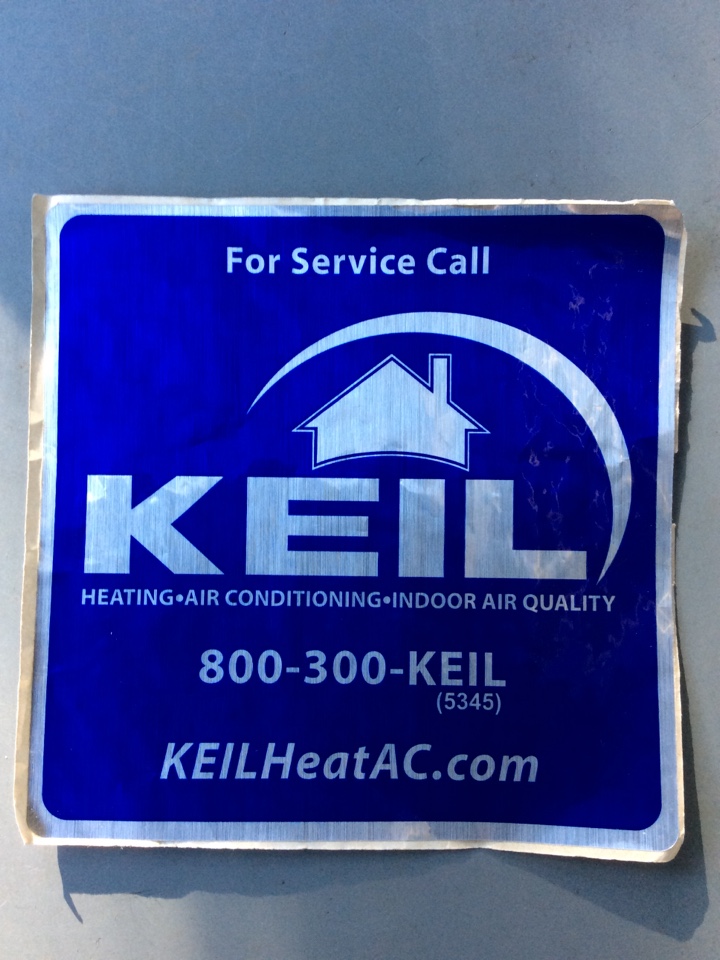 For Service Call
KEIL
HEATING•AIR CONDITIONING•INDOOR AIR QUALITY
800-300-KEIL
(5345)
KEILHeatAC.com